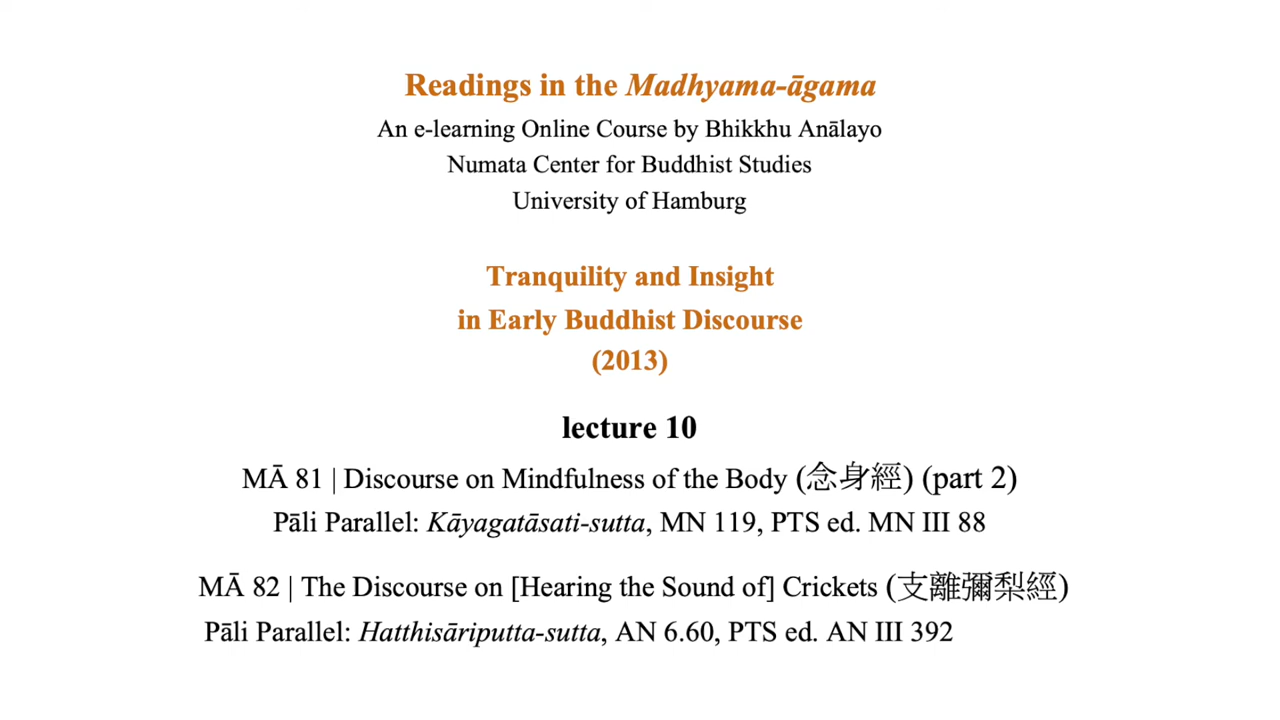 Readings in the Madhyama-āgama
An e-learning Online Course by Bhikkhu Anālayo
Numata Center for Buddhist Studies
University of Hamburg
Tranquility and Insight
in Early Buddhist Discourse
(2013)
lecture 10
MĀ 81 | Discourse on Mindfulness of the Body (念身經) (part 2)
Pāli Parallel: Kāyagatāsati-sutta, MN 119, PTS ed. MN III 88
MĀ 82 | The Discourse on [Hearing the Sound of] Crickets (支離彌梨經)
Pāli Parallel: Hatthisāriputta-sutta, AN 6.60, PTS ed. AN III 392